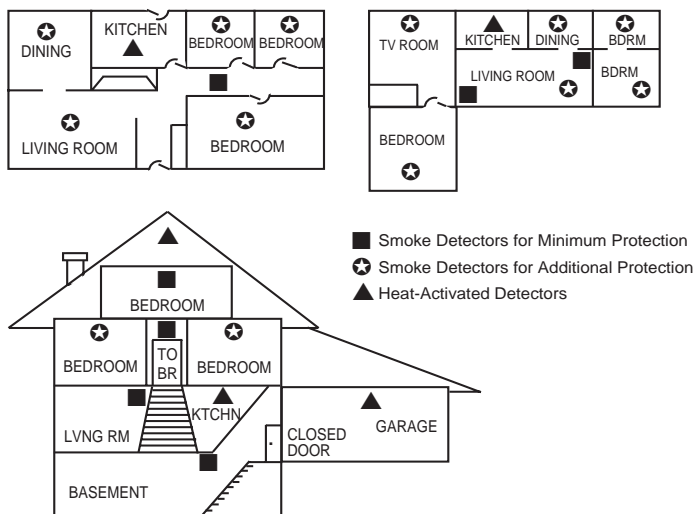 DINING
KITCHEN
BEDROOM
BEDROOM
LIVING ROOM
BEDROOM
TV ROOM
KITCHEN
DINING
BDRM
LIVING ROOM
BDRM
BEDROOM
Smoke Detectors for Minimum Protection
Smoke Detectors for Additional Protection
Heat-Activated Detectors
BEDROOM
BEDROOM
TO
BR
BEDROOM
LVNG RM
KTCHN
CLOSED
DOOR
GARAGE
BASEMENT